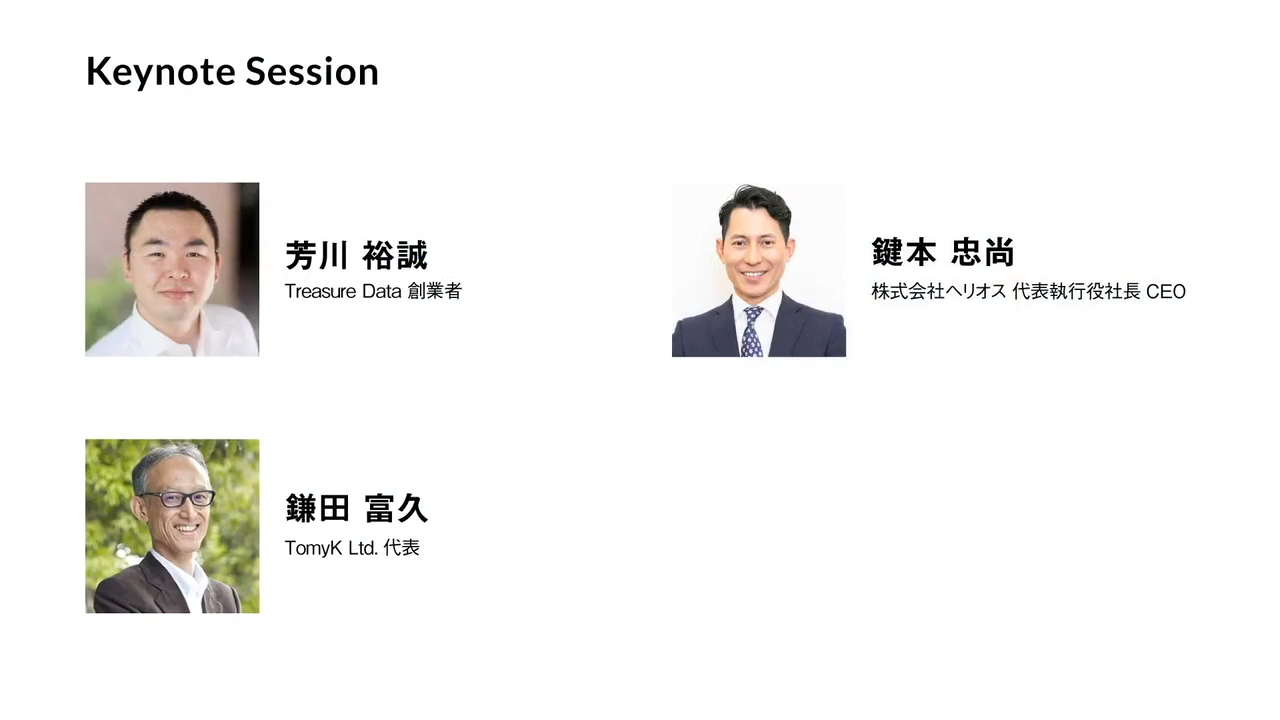 Keynote Session
芳川 裕誠
Treasure Data 創業者
鍵本 忠尚
株式会社ヘリオス 代表執行役社長 CEO
鎌田 富久
TomyK Ltd. 代表